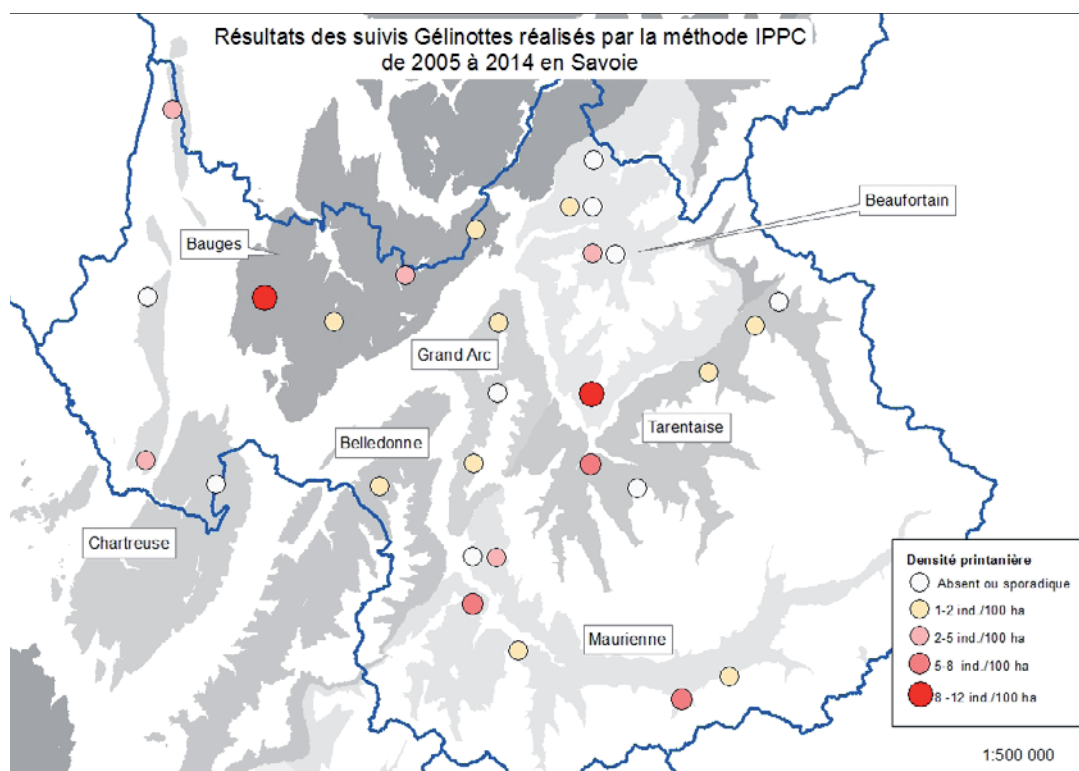 Résultats des suivis Gélinottes réalisés par la méthode IPPC
de 2005 à 2014 en Savoie
Beaufortain
Bauges
Grand Arc
Tarentaise
Belledonne
Chartreuse
Maurienne
Densité printanière
Absent ou sporadique
1-2 ind./100 ha
2-5 ind./100 ha
5-8 ind./100 ha
8 -12 ind./100 ha
1:500 000